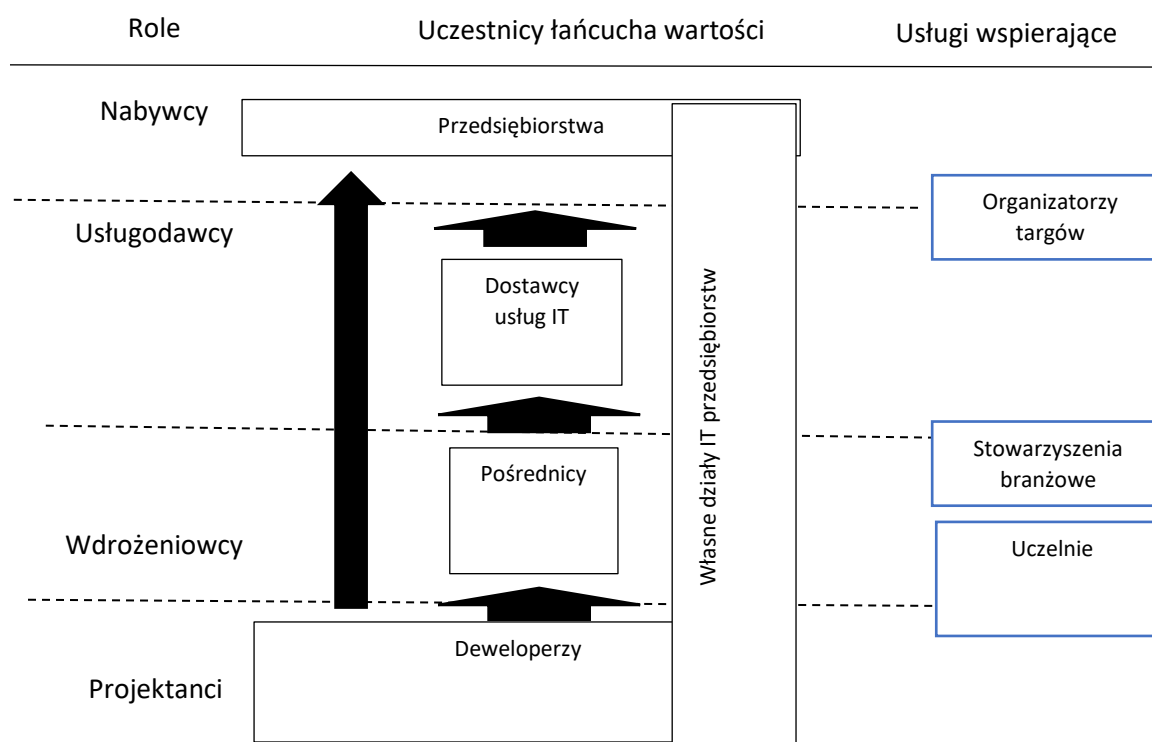 Role
Uczestnicy łańcucha wartości
Usługi wspierające
Nabywcy
Przedsiębiorstwa
Usługodawcy
Organizatorzy
targów
Dostawcy
usług IT
Własne działy IT przedsiębiorstw
Pośrednicy
Stowarzyszenia
branżowe
Wdrożeniowcy
Uczelnie
Deweloperzy
Projektanci